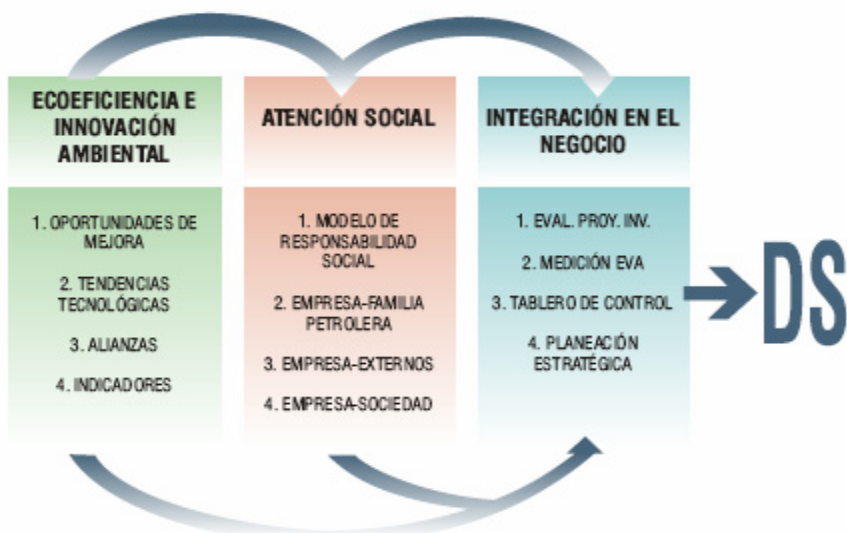 ECOEFICIENCIA E
INNOVACIÓN
AMBIENTAL
1. OPORTUNIDADES DE
MEJORA
2. TENDENCIAS
TECNOLÓGICAS
3. ALIANZAS
4. INDICADORES
ATENCIÓN SOCIAL
1. MODELO DE
RESPONSABILIDAD
SOCIAL
2. EMPRESA-FAMILIA
PETROLERA
3. EMPRESA-EXTERNOS
4. EMPRESA-SOCIEDAD
INTEGRACIÓN EN EL
NEGOCIO
1. EVAL. PROY. INV.
2. MEDICIÓN EVA
3. TABLERO DE CONTROL
4. PLANEACIÓN
ESTRATÉGICA
DS